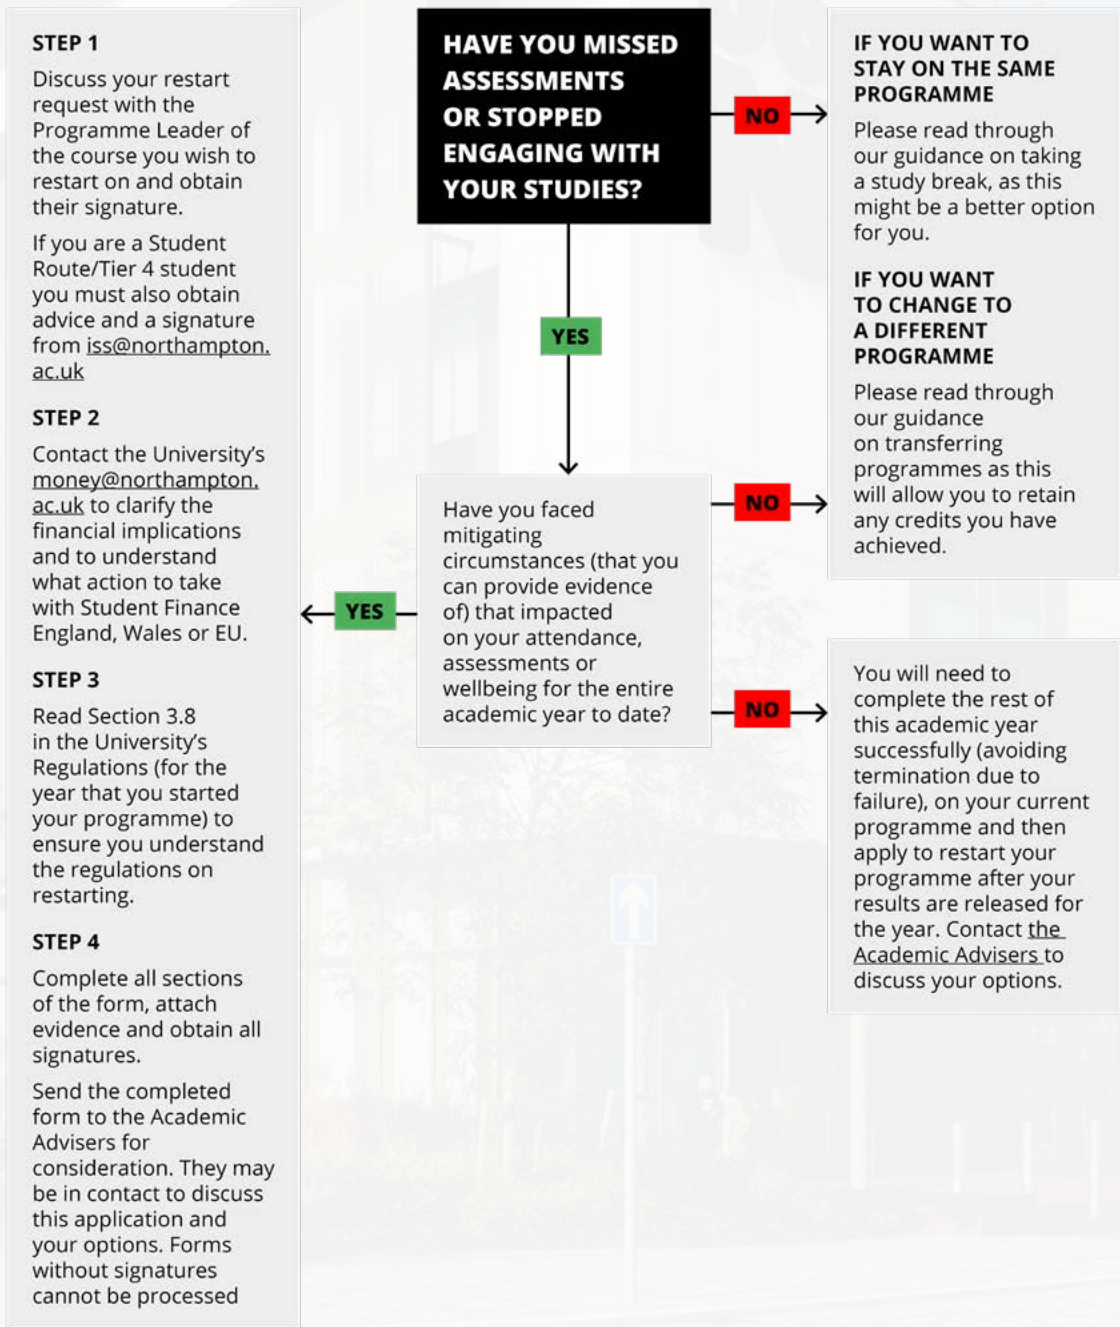 STEP 1
Discuss your restart
request with the
Programme Leader of
the course you wish to
restart on and obtain
their signature.
If you are a Student
Route/Tier 4 student
you must also obtain
advice and a signature
from iss@northampton.
ac.uk
STEP 2
Contact the University's
money@northampton.
ac.uk to clarify the
financial implications
and to understand
what action to take
with Student Finance
England, Wales or EU.
STEP 3
Read Section 3.8
in the University's
Regulations (for the
year that you started
your programme) to
ensure you understand
the regulations on
restarting.
STEP 4
Complete all sections
of the form, attach
evidence and obtain all
signatures.
Send the completed
form to the Academic
Advisers for
consideration. They may
be in contact to discuss
this application and
your options. Forms
without signatures
cannot be processed
HAVE YOU MISSED
ASSESSMENTS
OR STOPPED
ENGAGING WITH
YOUR STUDIES?
NO
YES
Have you faced
mitigating
circumstances (that you
can provide evidence
of) that impacted
on your attendance,
assessments or
wellbeing for the entire
academic year to date?
YES
NO
NO
IF YOU WANT TO
STAY ON THE SAME
PROGRAMME
Please read through
our guidance on taking
a study break, as this
might be a better option
for you.
IF YOU WANT
TO CHANGE TO
A DIFFERENT
PROGRAMME
Please read through
our guidance
on transferring
programmes as this
will allow you to retain
any credits you have
achieved.
You will need to
complete the rest of
this academic year
successfully (avoiding
termination due to
failure), on your current
programme and then
apply to restart your
programme after your
results are released for
the year. Contact the
Academic Advisers to
discuss your options.